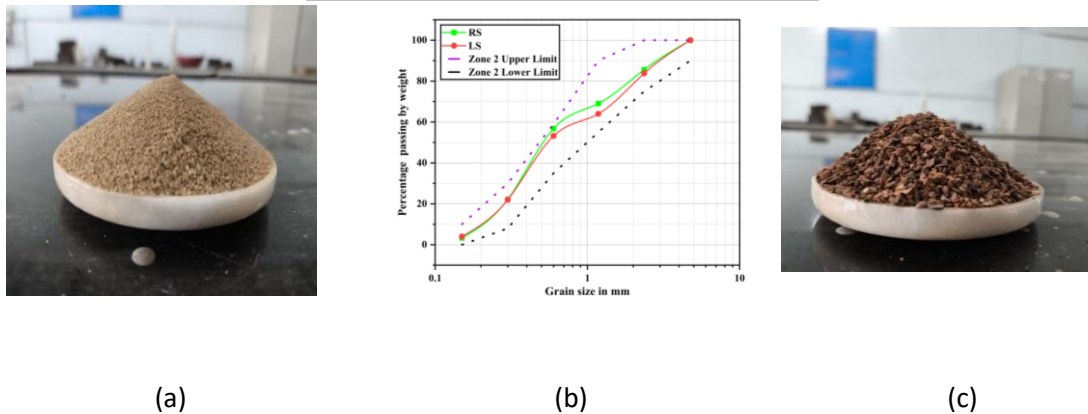 RS
LS
Zone 2 Upper Limit
Zone 2 Lower Limit
Percentage passing by weight
100
80
60
40
20
0
0.1
1
10
Grain size in mm
(a)
(b)
(c)